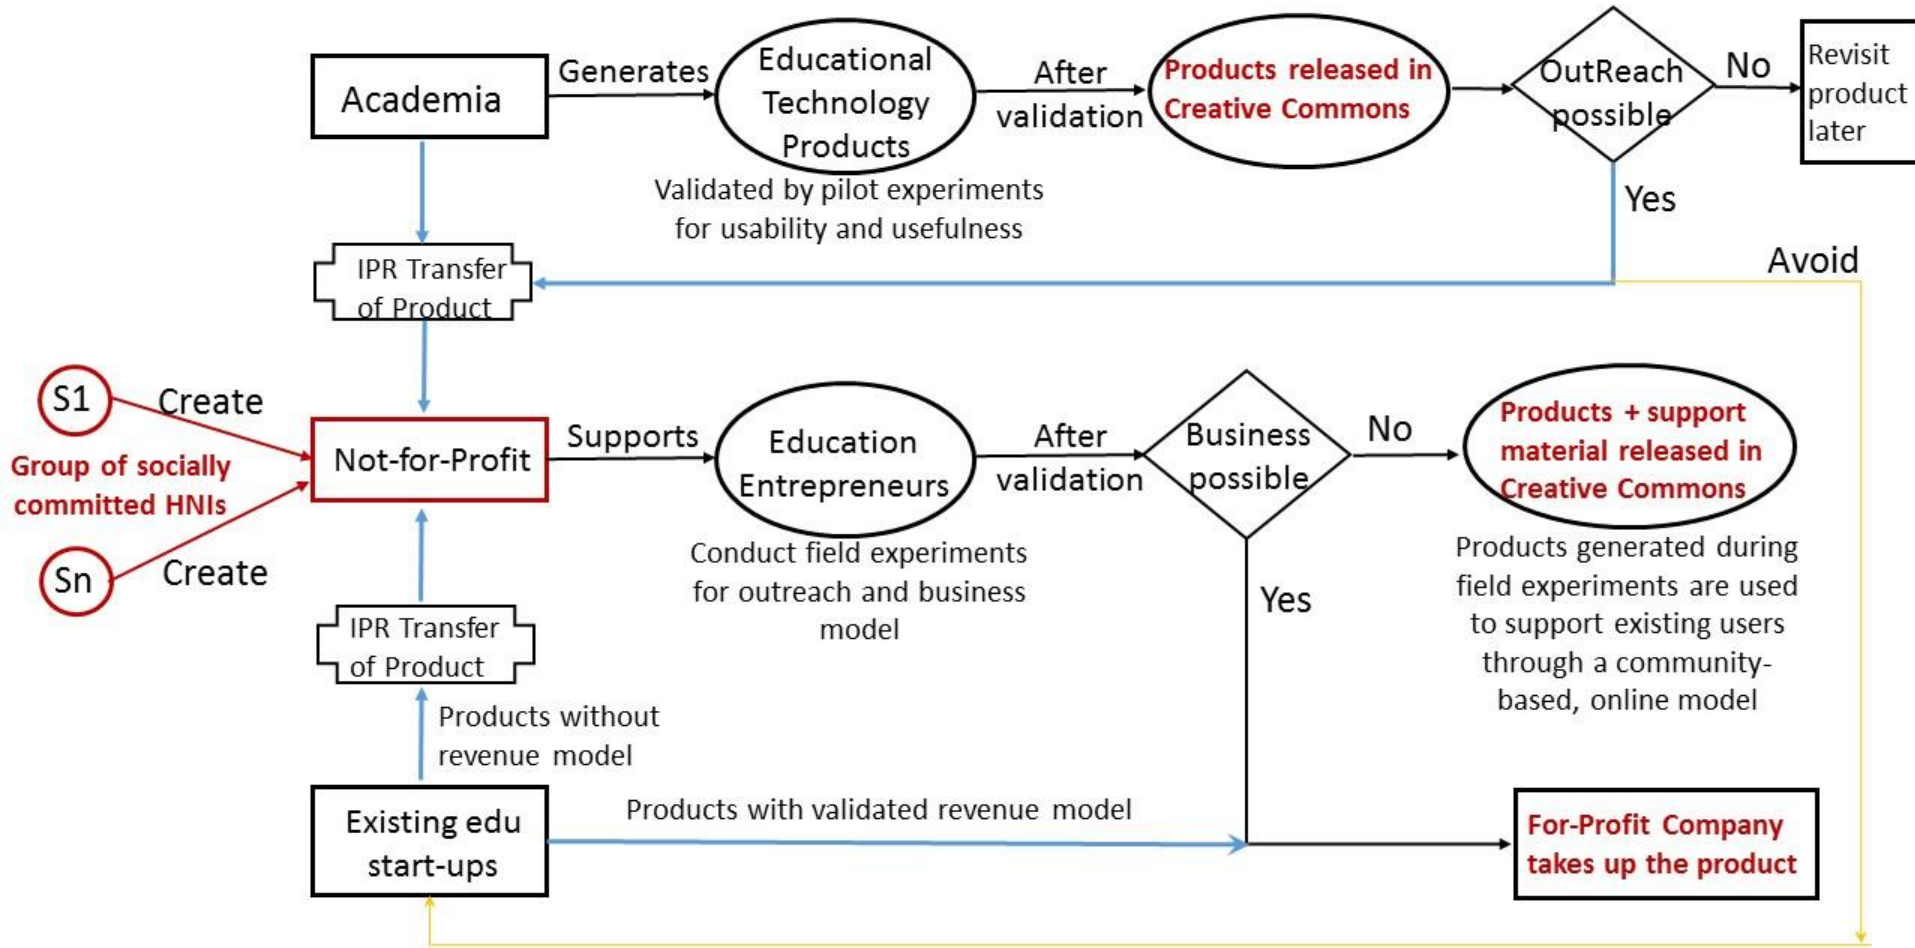 Academia
Generates
Educational
Technology
Products
Validated by pilot experiments
for usability and usefulness
After
validation
Products released in
Creative Commons
OutReach
possible
No
Revisit
product
later
Yes
Avoid
IPR Transfer
of Product
S1
Create
Group of socially
committed HNIs
Sn
Create
Not-for-Profit
Supports
Education
Entrepreneurs
Conduct field experiments
for outreach and business
model
After
validation
Business
possible
No
Products + support
material released in
Creative Commons
Products generated during
field experiments are used
to support existing users
through a community-
based, online model
Yes
IPR Transfer
of Product
Products without
revenue model
Existing edu
start-ups
Products with validated revenue model
For-Profit Company
takes up the product